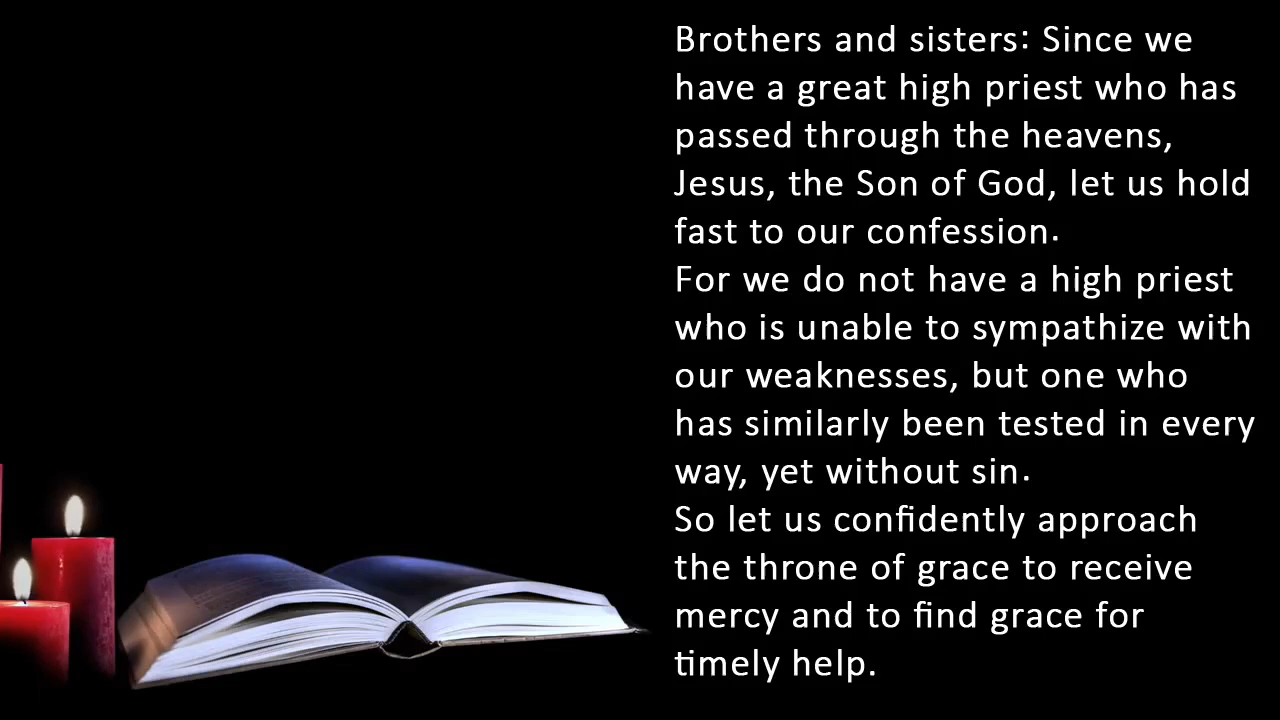 Brothers and sisters: Since we
have a great high priest who has
passed through the heavens,
Jesus, the Son of God, let us hold
fast to our confession.
For we do not have a high priest
who is unable to sympathize with
our weaknesses, but one who
has similarly been tested in every
way, yet without sin.
So let us confidently approach
the throne of grace to receive
mercy and to find grace for
timely help.